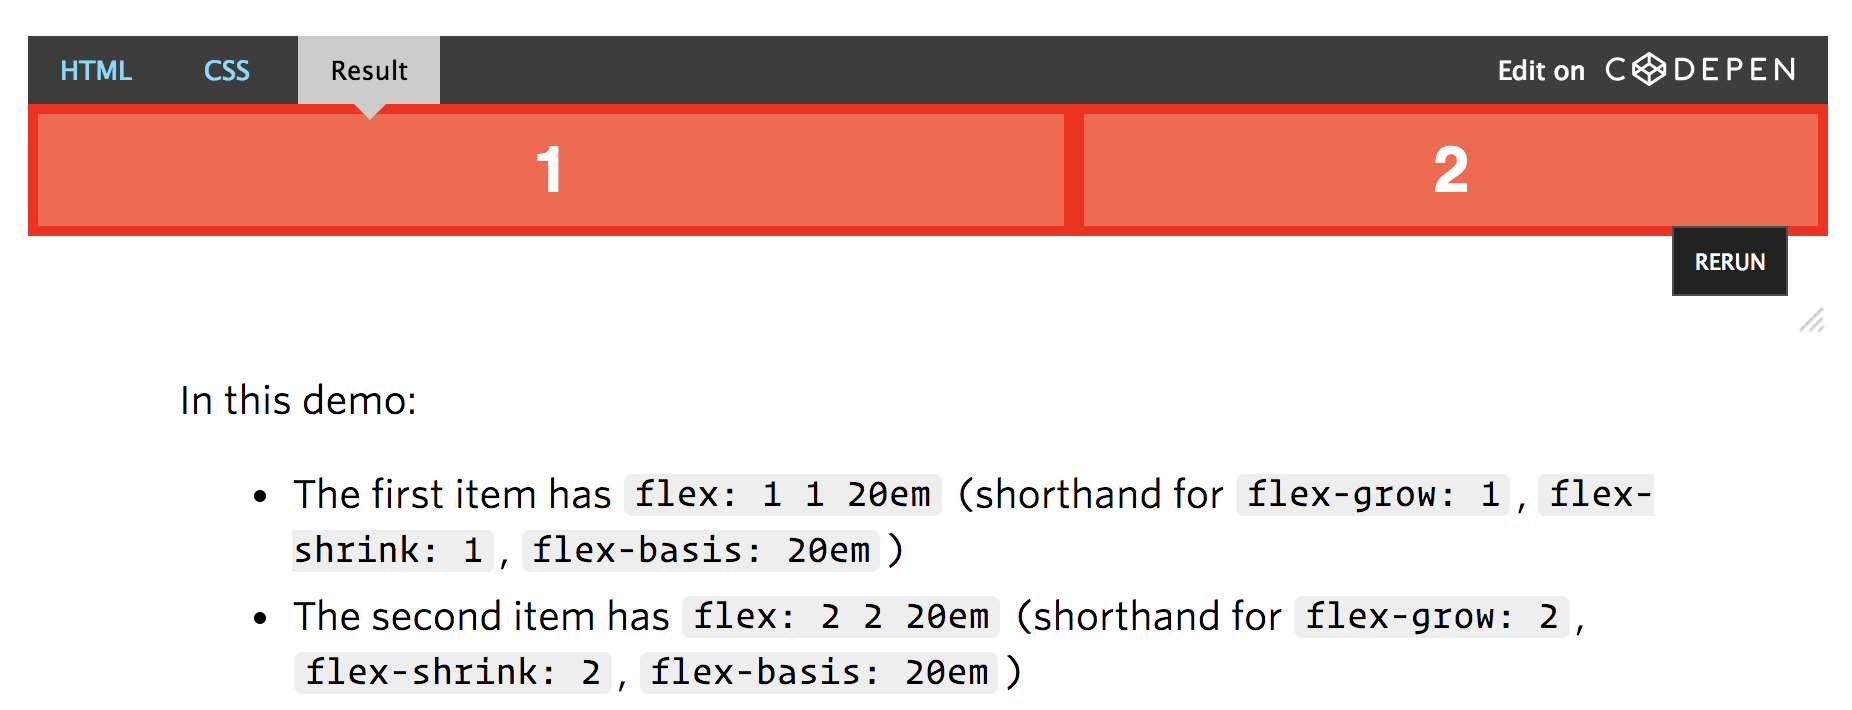 HTML CSS Result Edit on CODEPEN
1 2
RERUN
In this demo:
• The first item has flex: 1 1 20em (shorthand for flex-grow: 1, flex-
shrink: 1, flex-basis: 20em)
• The second item has flex: 2 2 20em (shorthand for flex-grow: 2,
flex-shrink: 2, flex-basis: 20em)